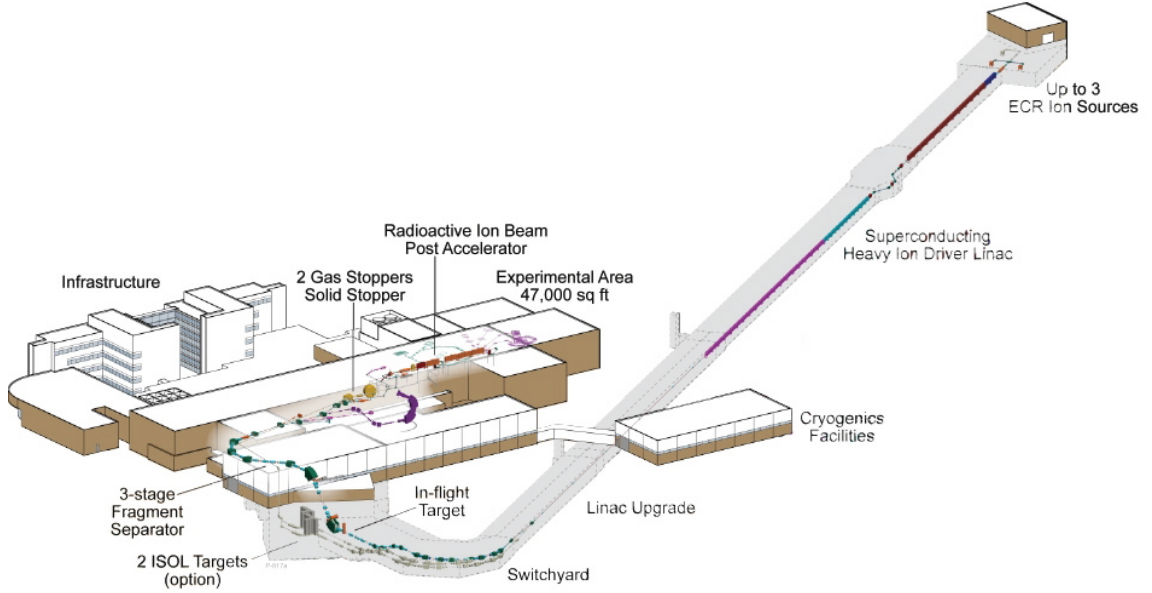 Up to 3
ECR Ion Sources
Superconducting
Heavy Ion Driver Linac
Radioactive Ion Beam
Post Accelerator
Infrastructure
2 Gas Stoppers
Solid Stopper
Experimental Area
47,000 sq ft
Cryogenics
Facilities
3-stage
Fragment
Separator
In-flight
Target
Linac Upgrade
2 ISOL Targets
(option)
Switchyard